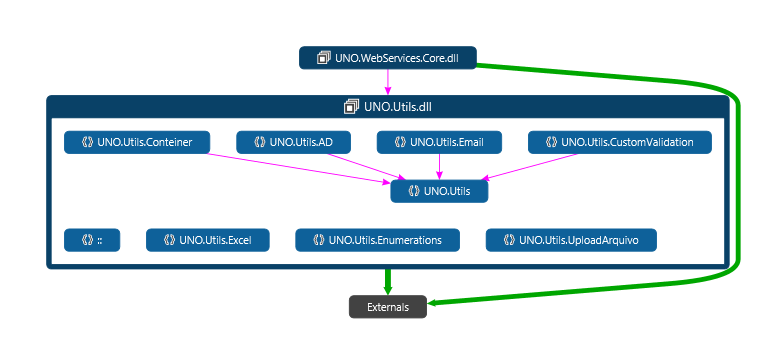 UNO.WebServices.Core.dll
UNO.Utils.dll
UNO.Utils.Conteiner
UNO.Utils.AD
UNO.Utils.Email
UNO.Utils.CustomValidation
UNO.Utils
::
UNO.Utils.Excel
UNO.Utils.Enumerations
UNO.Utils.UploadArquivo
Externals